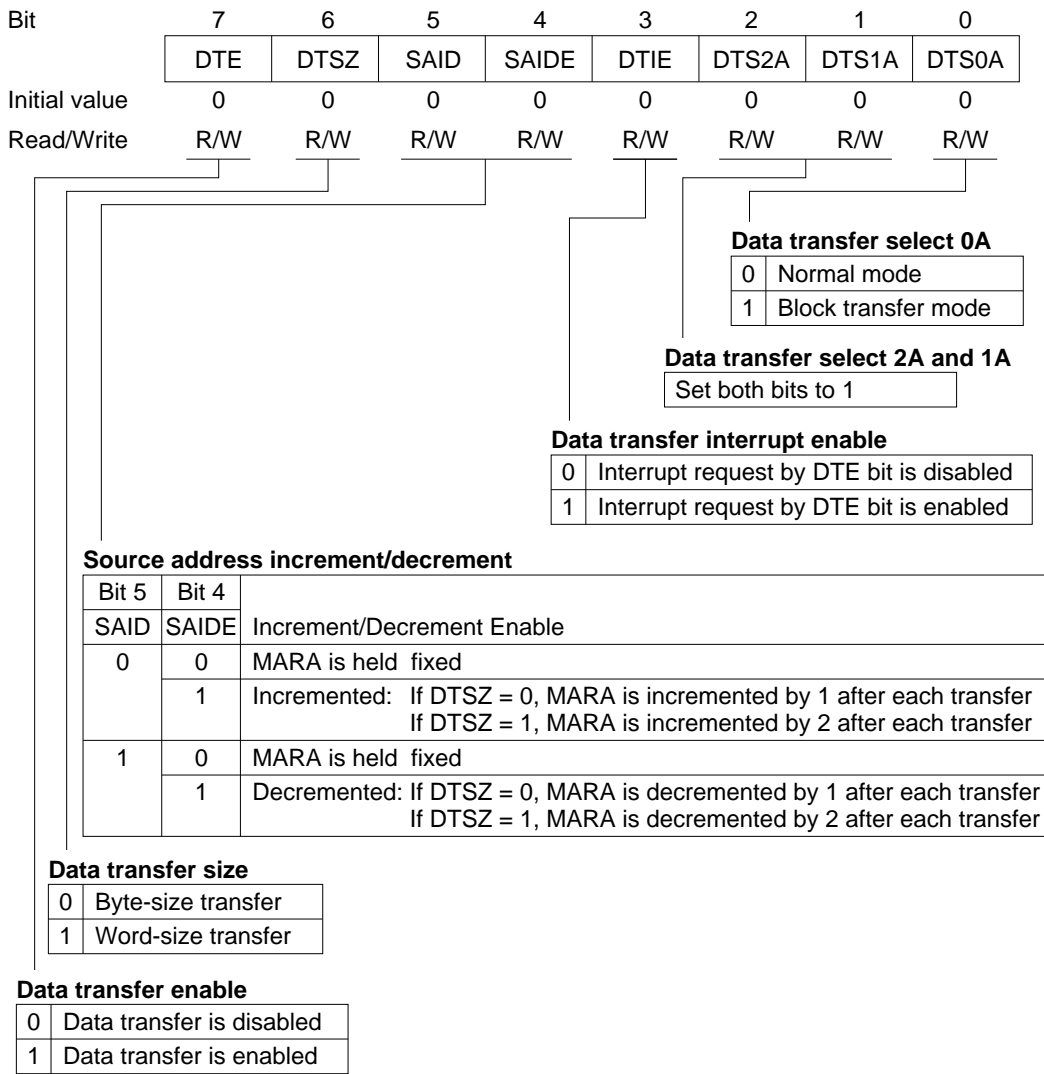 Bit 7 6 5 4 3 2 1 0
DTE DTSZ SAID SAIDE DTIE DTS2A DTS1A DTS0A
Initial value 0 0 0 0 0 0 0 0
Read/Write R/W R/W R/W R/W R/W R/W R/W R/W
Data transfer select 0A
0 Normal mode
1 Block transfer mode
Data transfer select 2A and 1A
Set both bits to 1
Data transfer interrupt enable
0 Interrupt request by DTE bit is disabled
1 Interrupt request by DTE bit is enabled
Source address increment/decrement
Bit 5 Bit 4
SAID SAIDE Increment/Decrement Enable
0 0 MARA is held fixed
1 Incremented: If DTSZ = 0, MARA is incremented by 1 after each transfer
If DTSZ = 1, MARA is incremented by 2 after each transfer
1 0 MARA is held fixed
1 Decremented: If DTSZ = 0, MARA is decremented by 1 after each transfer
If DTSZ = 1, MARA is decremented by 2 after each transfer
Data transfer size
0 Byte-size transfer
1 Word-size transfer
Data transfer enable
0 Data transfer is disabled
1 Data transfer is enabled